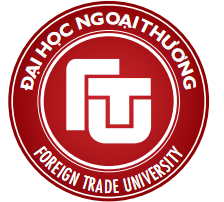 ĐẠI HỌC NGOẠI THƯƠNG
FTU
FOREIGN TRADE UNIVERSITY